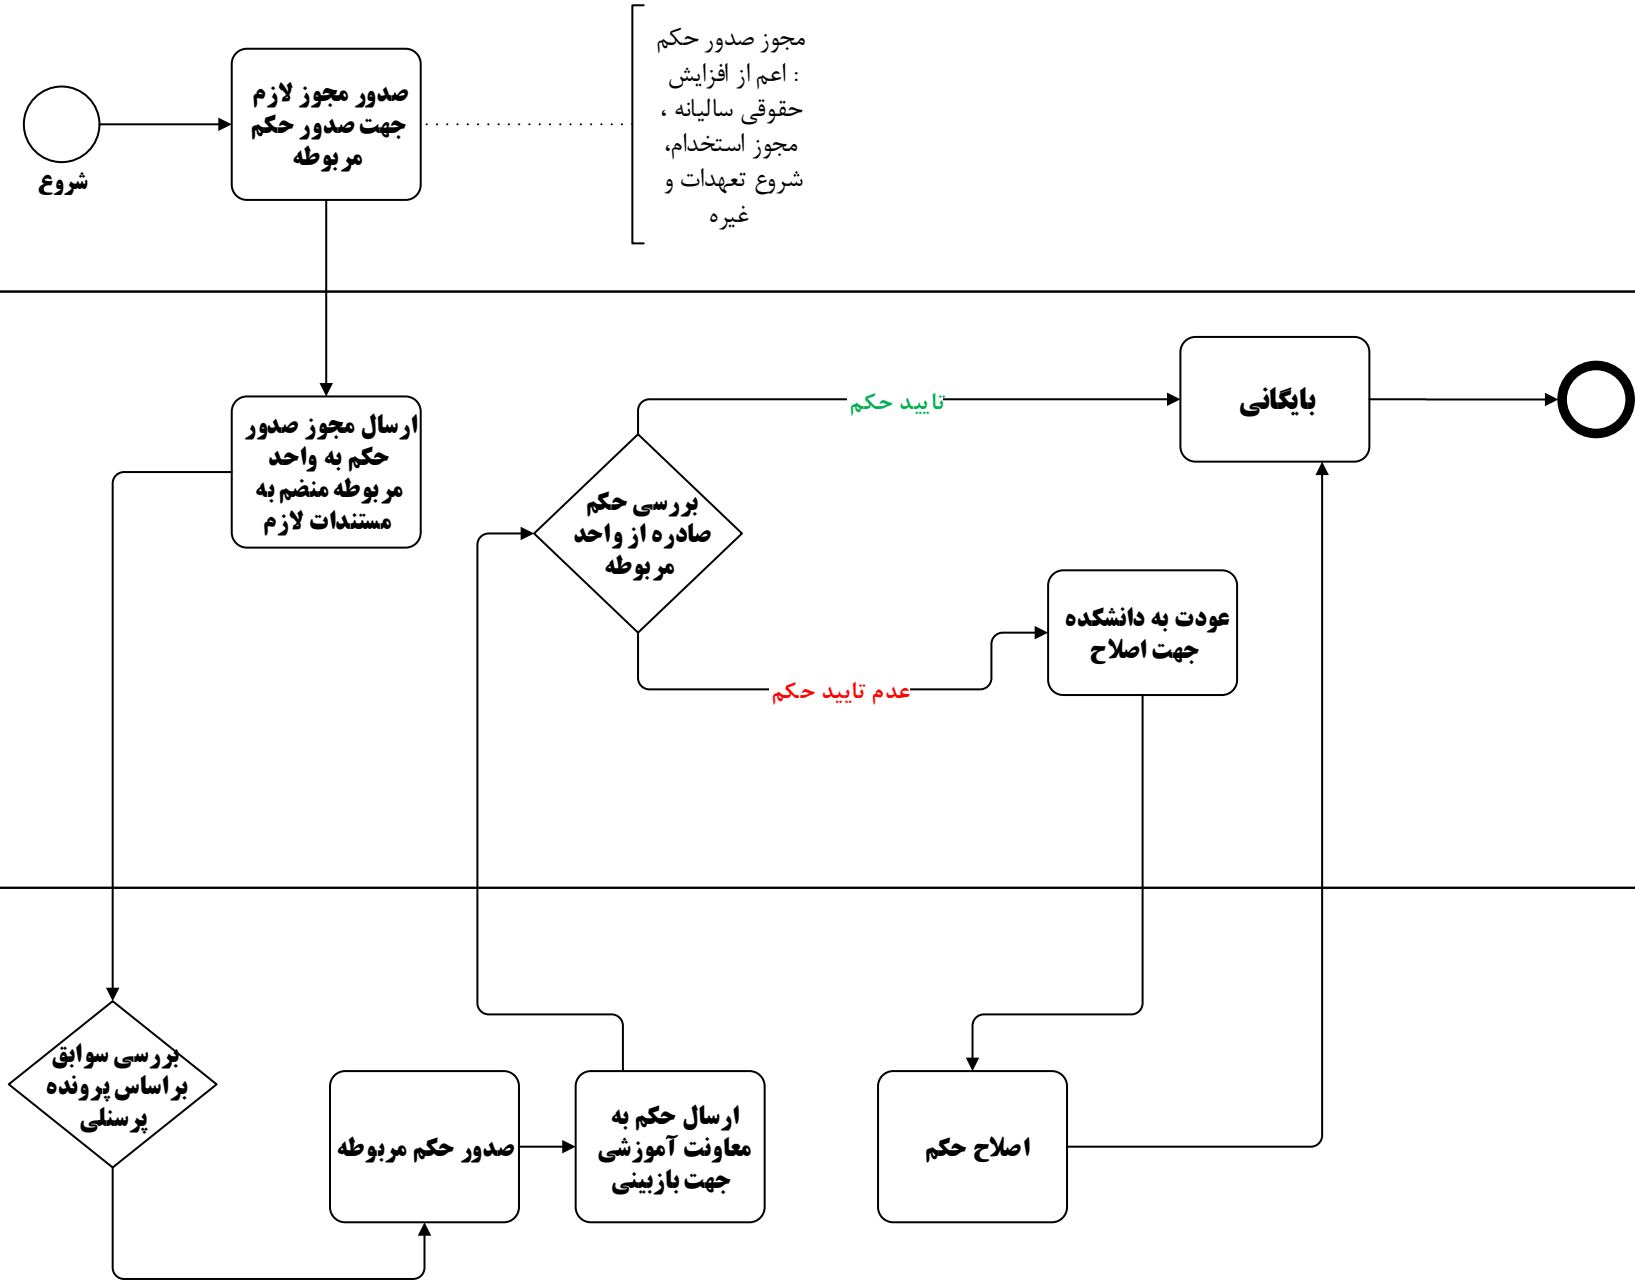 شروع
صدور مجوز لازم
جهت صدور حکم
مربوطه
مجوز صدور حکم
: اعم از افزایش
حقوقی سالیانه ،
مجوز استخدام،
شروع تعهدات و
غیره
ارسال مجوز صدور
حکم به واحد
مربوطه منضم به
مستندات لازم
بررسی حکم
صادره از واحد
مربوطه
تایید حکم
بایگانی
عدم تایید حکم
عودت به دانشکده
جهت اصلاح
بررسی سوابق
براساس پرونده
پرسنلی
صدور حکم مربوطه
ارسال حکم به
معاونت آموزشی
جهت بازبینی
اصلاح حکم